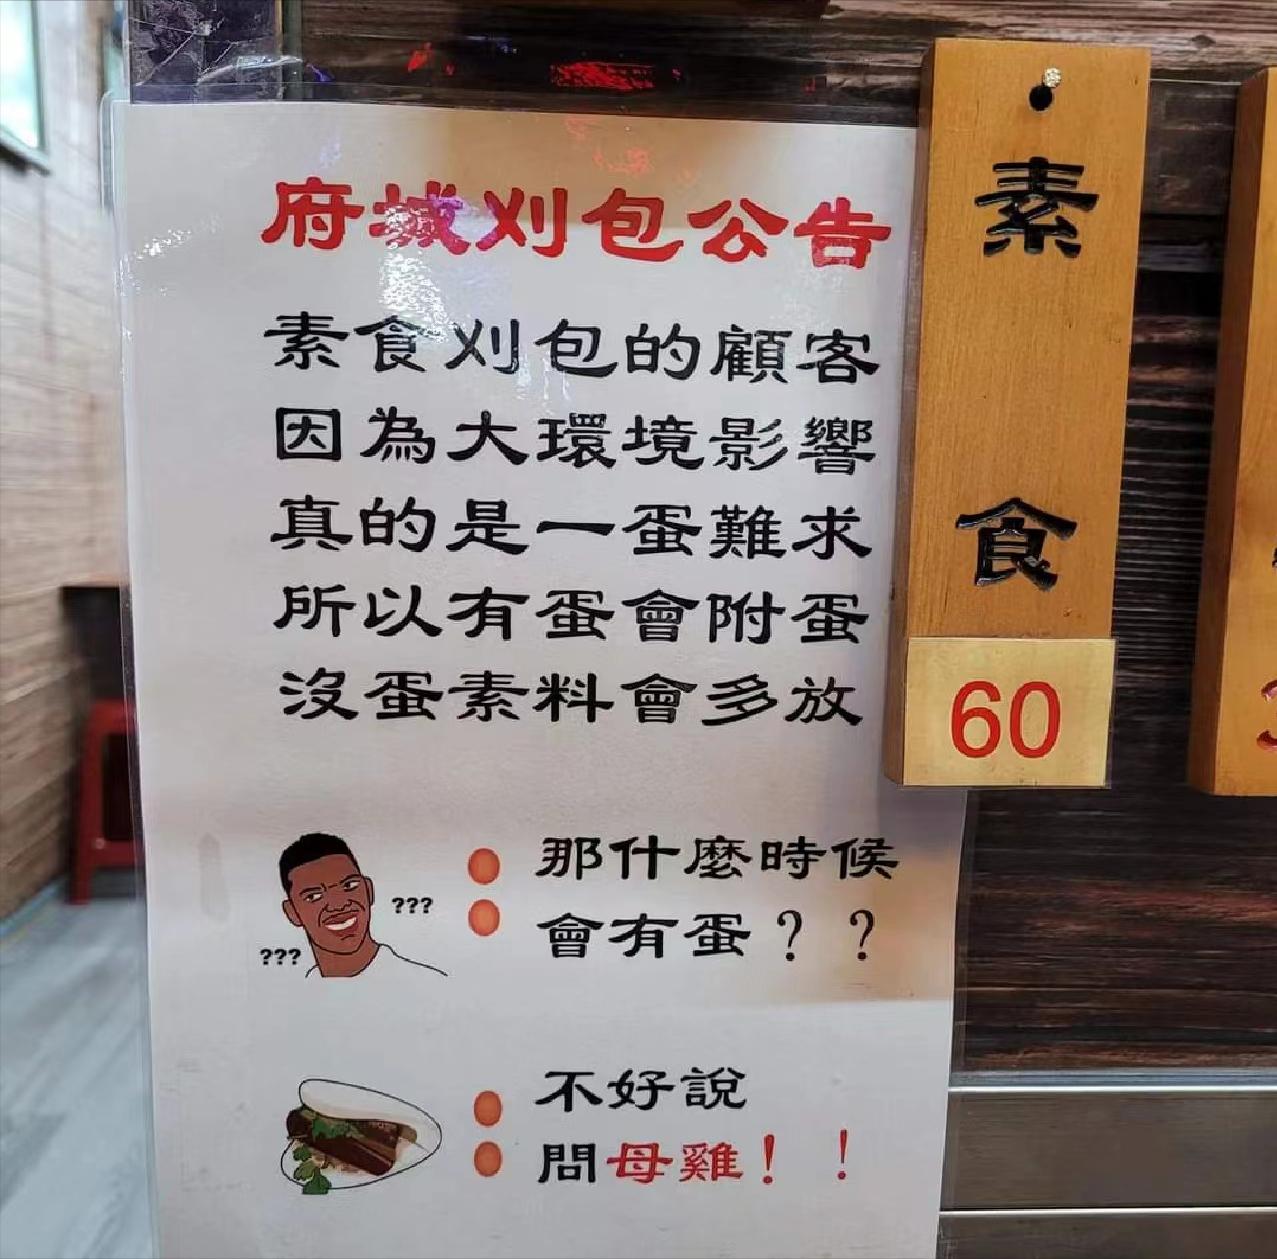 府城刈包公告
素食刈包的顧客
因為大環境影響
真的是一蛋難求
所以有蛋會附蛋
沒蛋素料會多放
???
???
那什麼時候
會有蛋？？
不好說
問母雞！！
素食
60